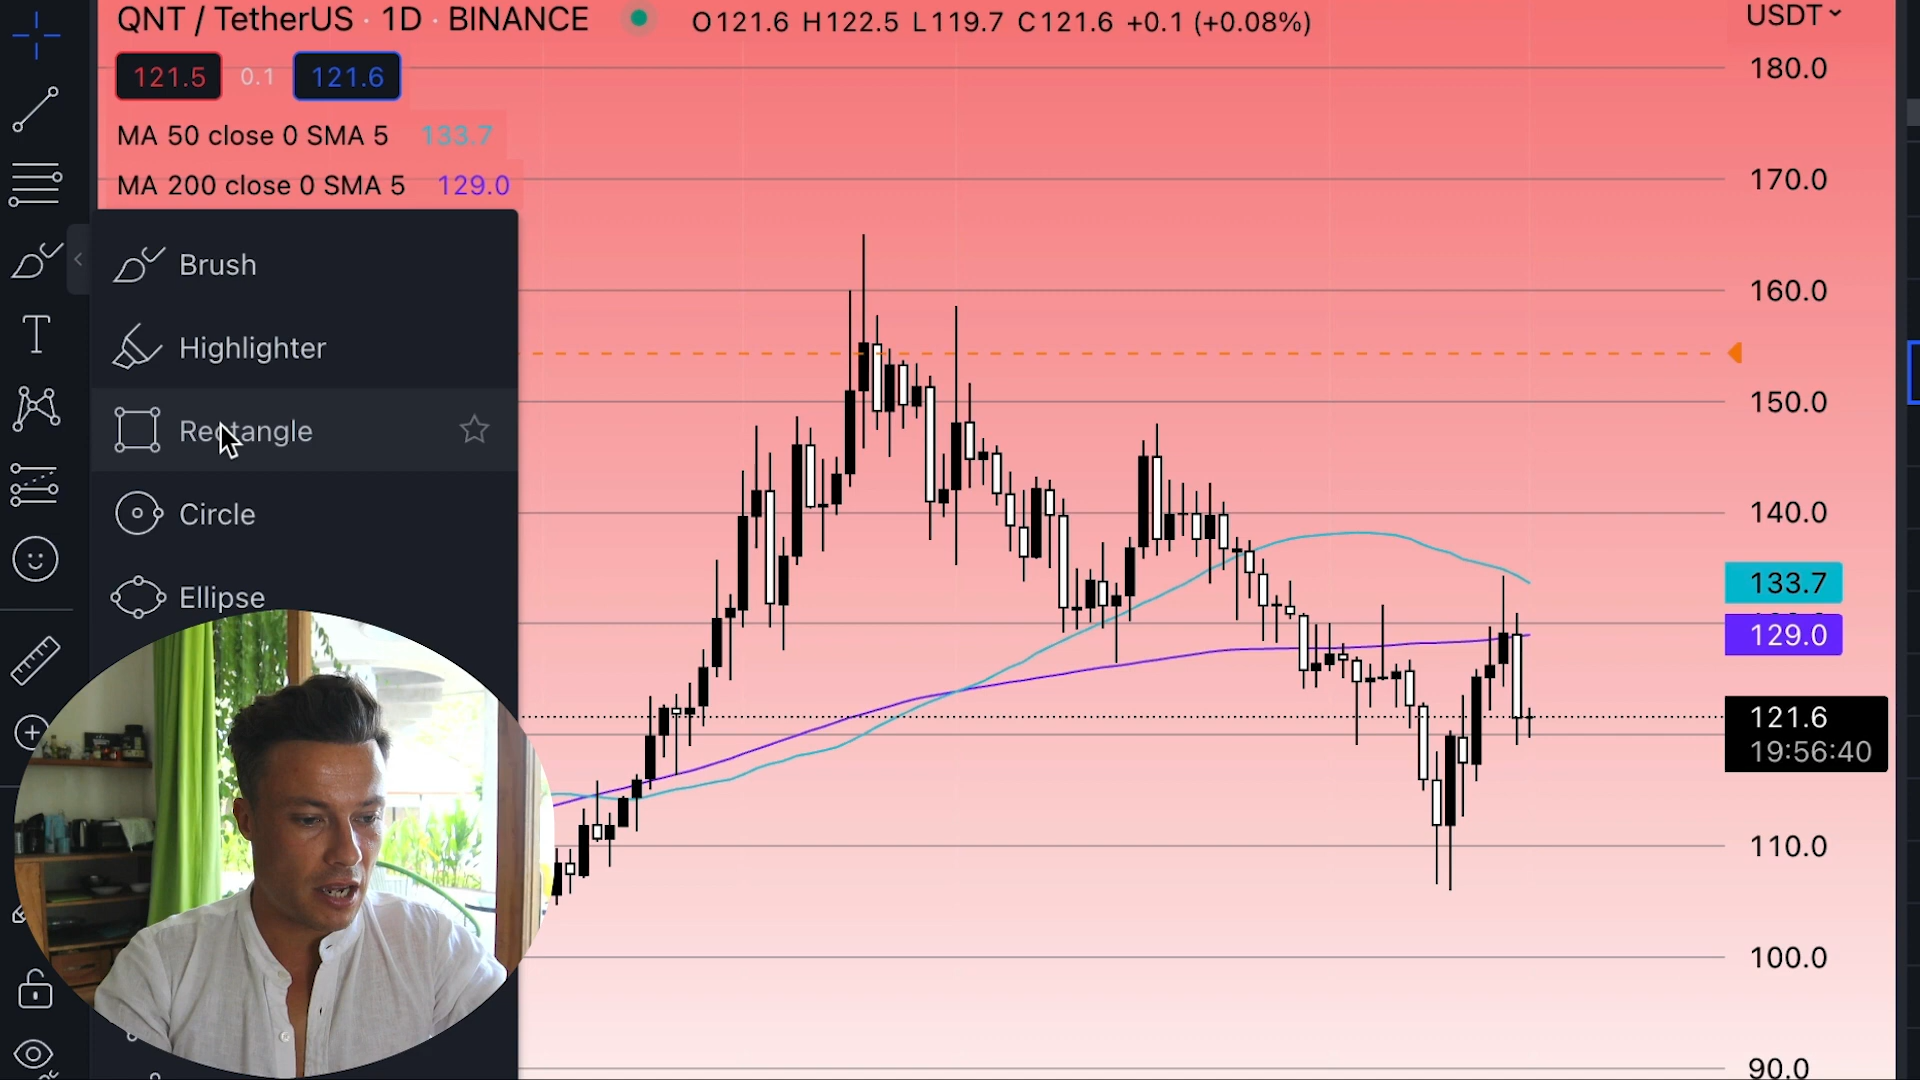 QNT / TetherUS · 1D · BINANCE O121.6 H122.5 L119.7 C121.6 +0.1 (+0.08%)
USDT
121.5 0.1 121.6
MA 50 close 0 SMA 5 133.7
MA 200 close 0 SMA 5 129.0
Brush
Highlighter
Rectangle
Circle
Ellipse
180.0
170.0
160.0
150.0
140.0
133.7
129.0
121.6
19:56:40
110.0
100.0
90.0